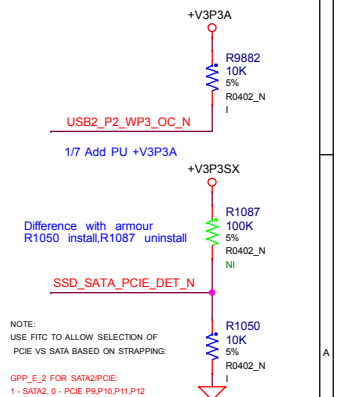 +V3P3A
R9882
10K
5%
R0402_N
I
USB2_P2_WP3_OC_N
1/7 Add PU +V3P3A
+V3P3SX
R1087
100K
5%
R0402_N
NI
Difference with armour
R1050 install,R1087 uninstall
SSD_SATA_PCIE_DET_N
R1050
10K
5%
R0402_N
I
NOTE:
USE FITC TO ALLOW SELECTION OF
PCIE VS SATA BASED ON STRAPPING:
GPP_E_2 FOR SATA2/PCIE:
1 - SATA2, 0 - PCIE P9,P10,P11,P12
A